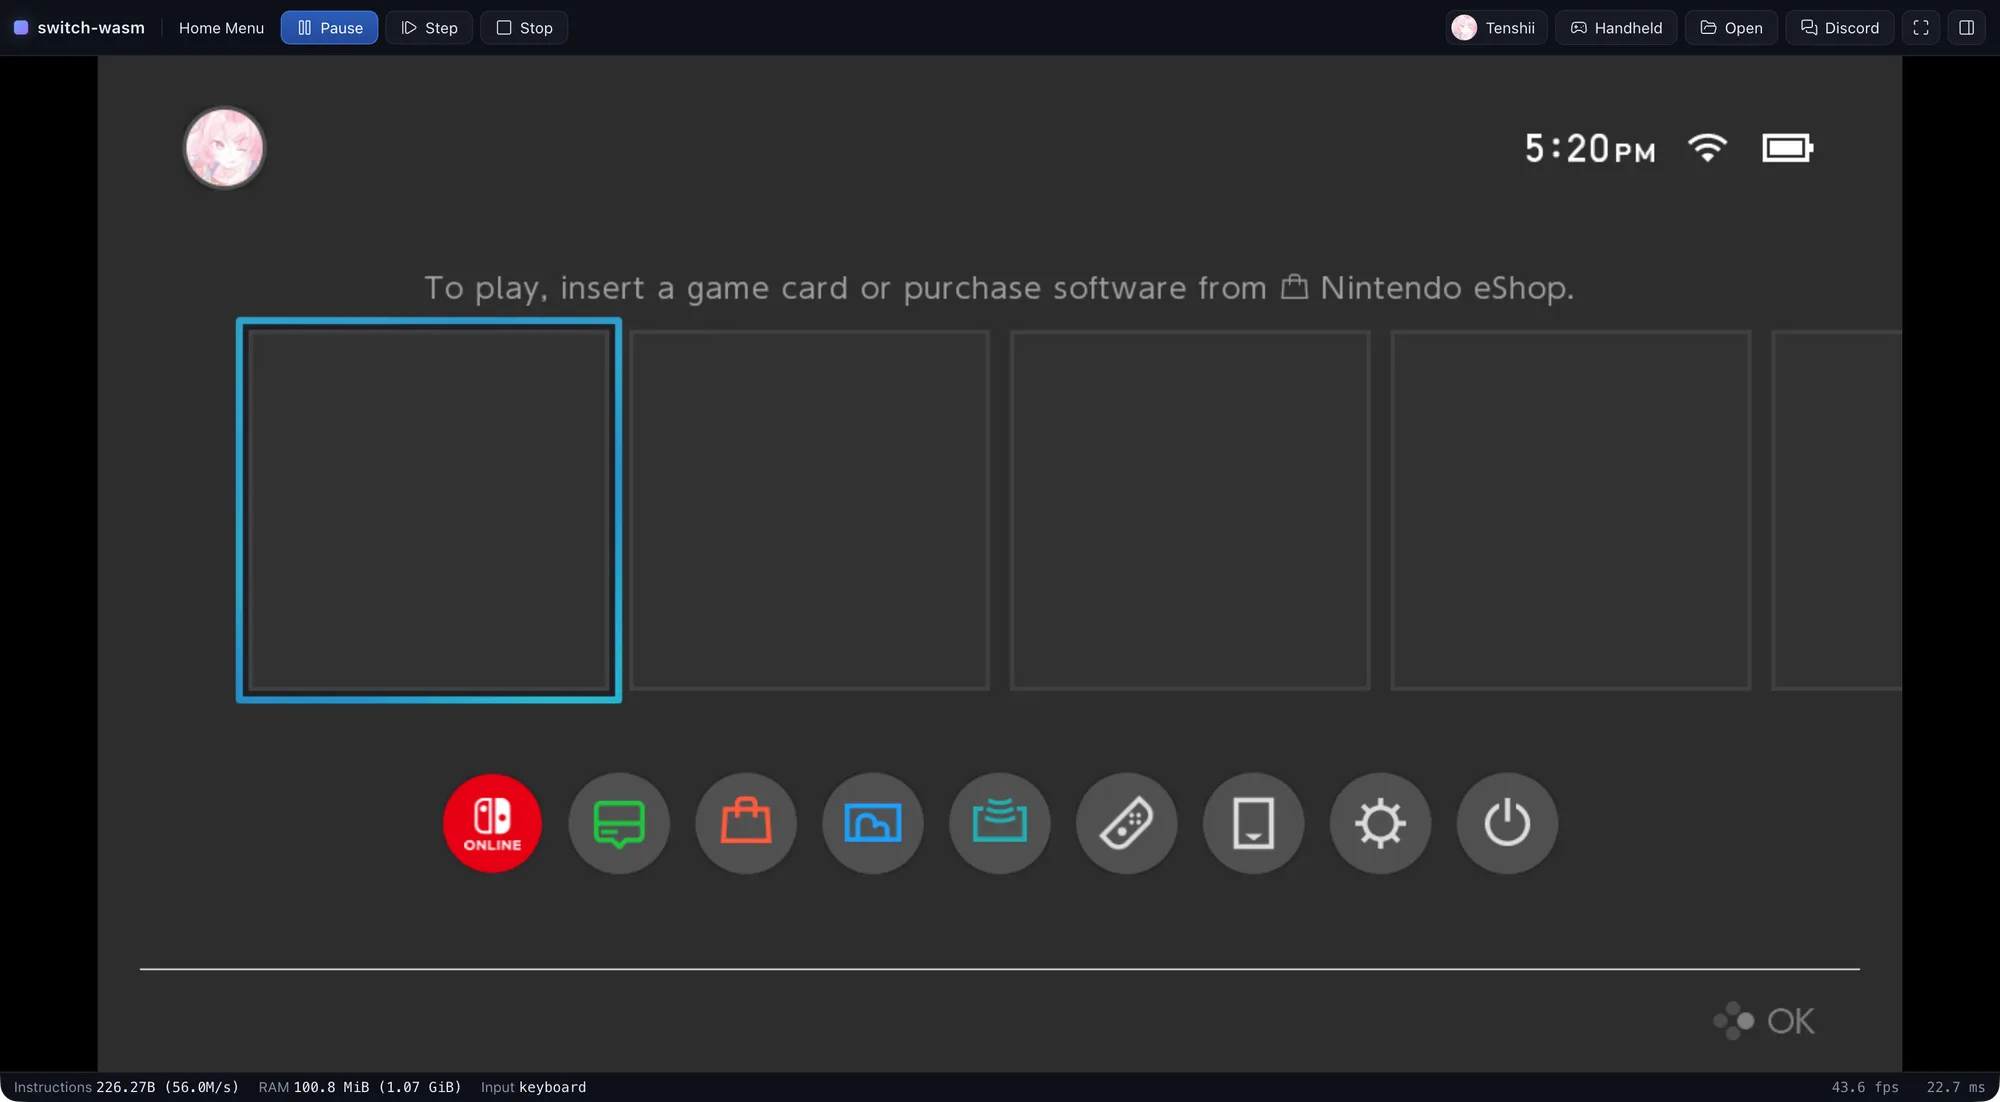 switch-wasm Home Menu Pause Step Stop Tenshii Handheld Open Discord
5:20 PM
To play, insert a game card or purchase software from Nintendo eShop.
ONLINE
OK
Instructions 226.27B (56.0M/s) RAM 100.8 MiB (1.07 GiB) Input keyboard 43.6 fps 22.7 ms